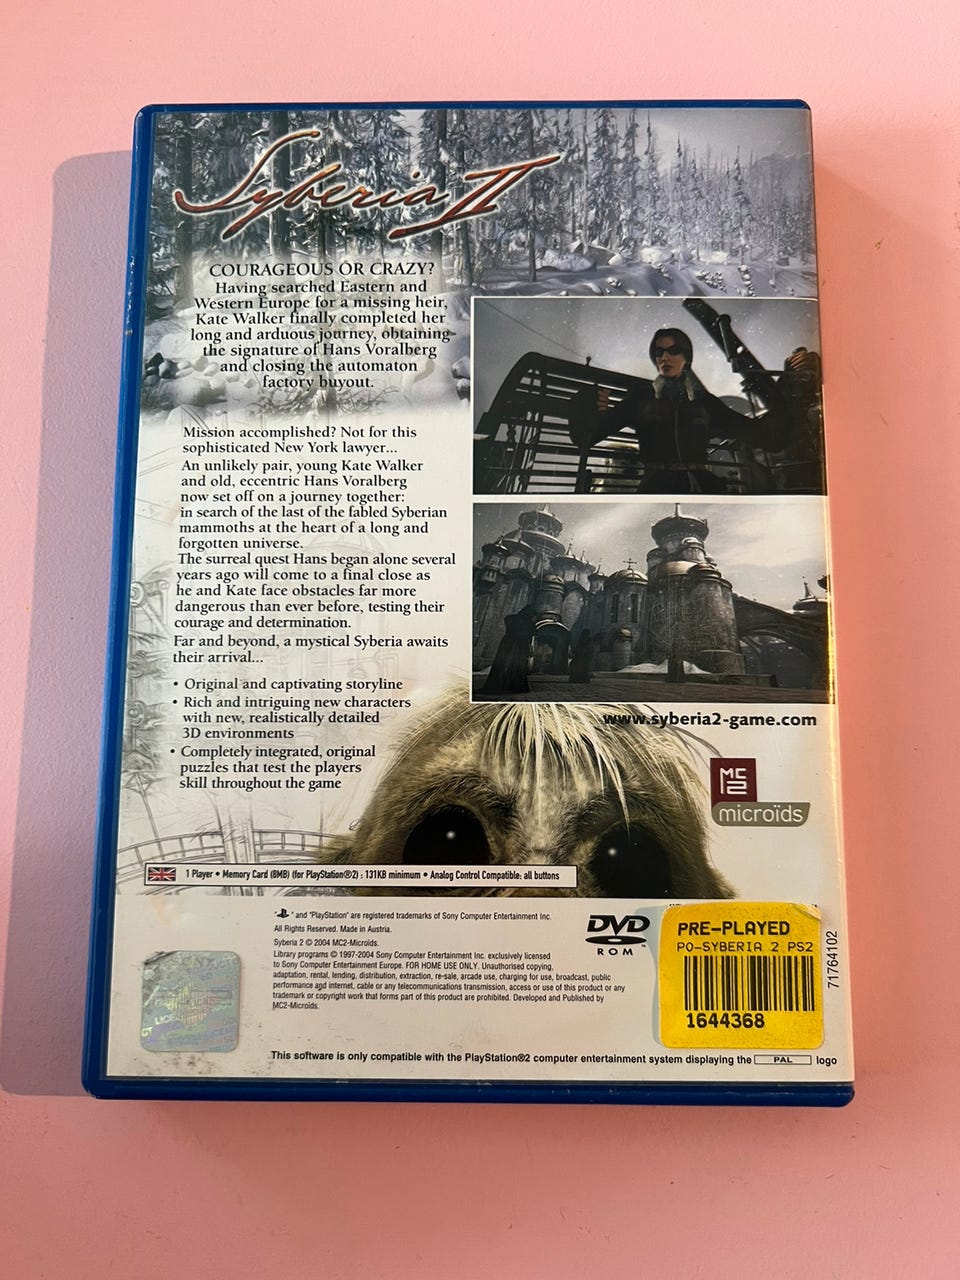 Syberia II
COURAGEOUS OR CRAZY?
Having searched Eastern and
Western Europe for a missing heir,
Kate Walker finally completed her
long and arduous journey, obtaining
the signature of Hans Voralberg
and closing the automaton
factory buyout.
Mission accomplished? Not for this
sophisticated New York lawyer...
An unlikely pair, young Kate Walker
and old, eccentric Hans Voralberg
now set off on a journey together:
in search of the last of the fabled Syberian
mammoths at the heart of a long and
forgotten universe.
The surreal quest Hans began alone several
years ago will come to a final close as
he and Kate face obstacles far more
dangerous than ever before, testing their
courage and determination.
Far and beyond, a mystical Syberia awaits
their arrival...
• Original and captivating storyline
• Rich and intriguing new characters
with new, realistically detailed
3D environments
• Completely integrated, original
puzzles that test the players
skill throughout the game
www.syberia2-game.com
MC2
microïds
1 Player • Memory Card (8MB) (for PlayStation®2) : 131KB minimum • Analog Control Compatible: all buttons
" " and "PlayStation" are registered trademarks of Sony Computer Entertainment Inc.
All Rights Reserved. Made in Austria.
Syberia 2 © 2004 MC2-Microïds.
Library programs © 1997-2004 Sony Computer Entertainment Inc. exclusively licensed
to Sony Computer Entertainment Europe. FOR HOME USE ONLY. Unauthorised copying,
adaptation, rental, lending, distribution, extraction, re-sale, arcade use, charging for use, broadcast, public
performance and internet, cable or any telecommunications transmission, access or use of this product or any
trademark or copyright work that forms part of this product are prohibited. Developed and Published by
MC2-Microïds.
DVD
ROM
PRE-PLAYED
PO-SYBERIA 2 PS2
1644368
71764102
This software is only compatible with the PlayStation®2 computer entertainment system displaying the PAL logo